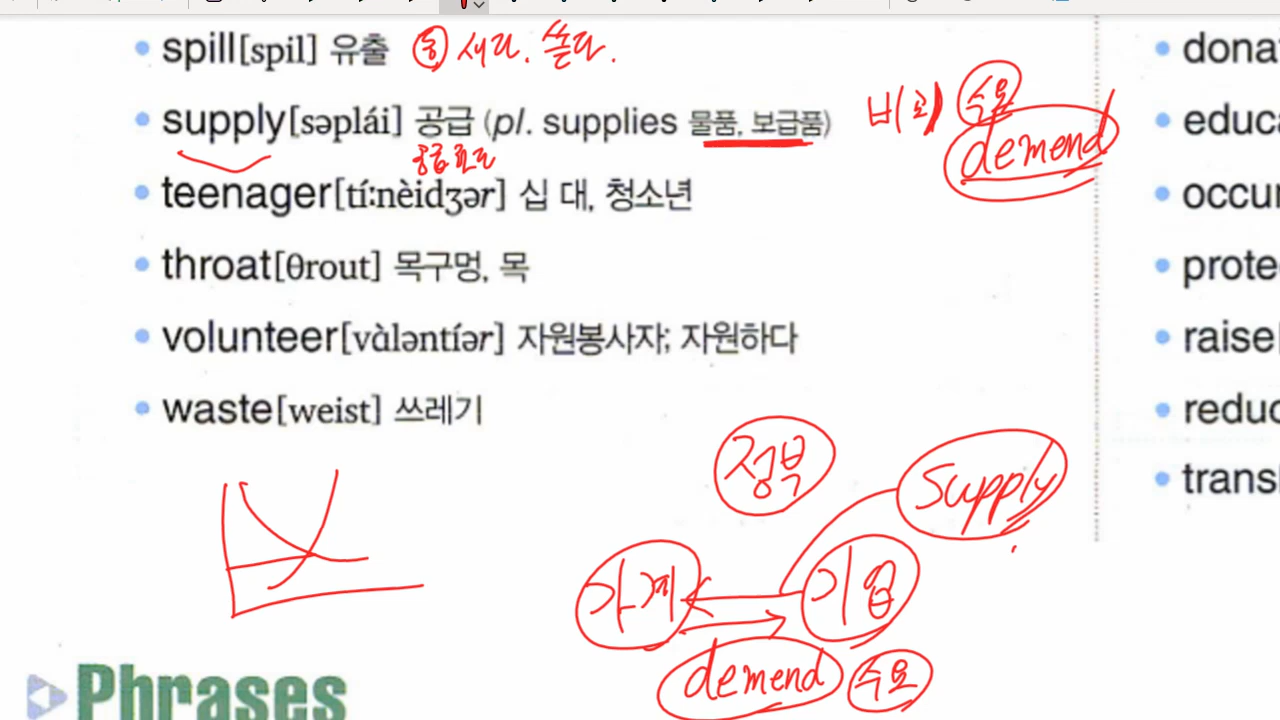 spill[spil] 유출 동 새다. 쏟다.
supply[səplái] 공급 (pl. supplies 물품, 보급품)
공급하다
비교 수요
demend
teenager[tíːnèidʒər] 십 대, 청소년
throat[θrout] 목구멍, 목
volunteer[vàləntíər] 자원봉사자; 자원하다
waste[weist] 쓰레기
정부
supply
가계 기업
demend 수요
Phrases
dona
educa
occur
prote
raise
reduc
transl